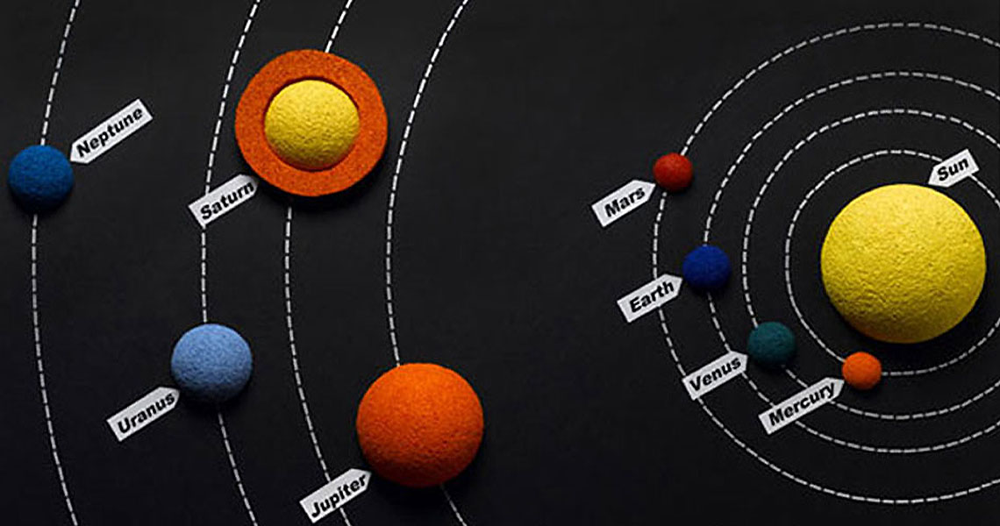 Neptune
Saturn
Uranus
Jupiter
Mars
Earth
Venus
Mercury
Sun